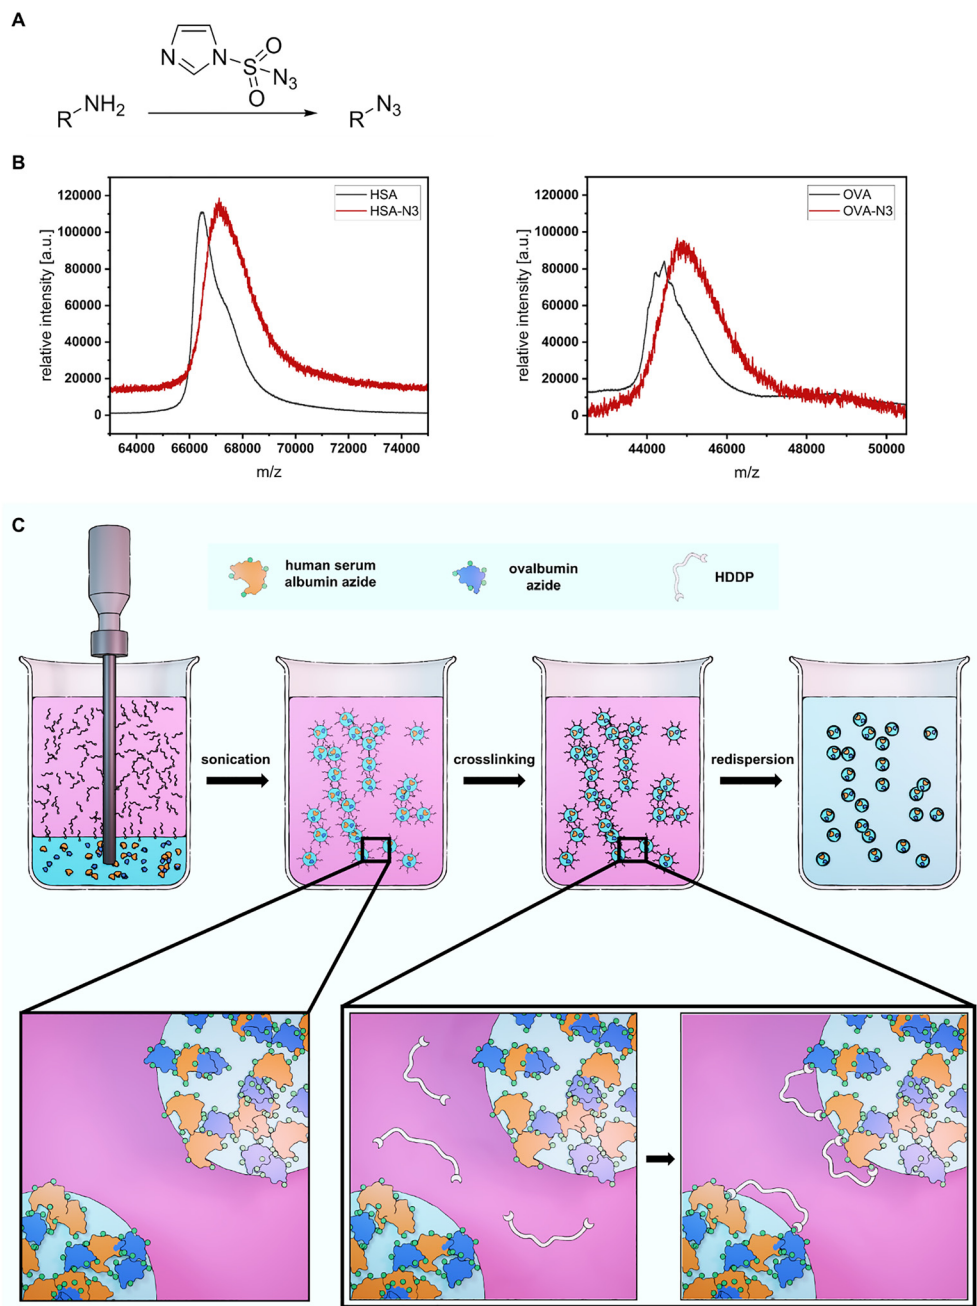 A
N
N
S
O
O
N3
R
NH2
R
N3
B
120000
100000
80000
60000
40000
20000
0
relative intensity [a.u.]
HSA
HSA-N3
64000 66000 68000 70000 72000 74000
m/z
120000
100000
80000
60000
40000
20000
0
relative intensity [a.u.]
OVA
OVA-N3
44000 46000 48000 50000
m/z
C
human serum
albumin azide
ovalbumin
azide
HDDP
sonication
crosslinking
redispersion